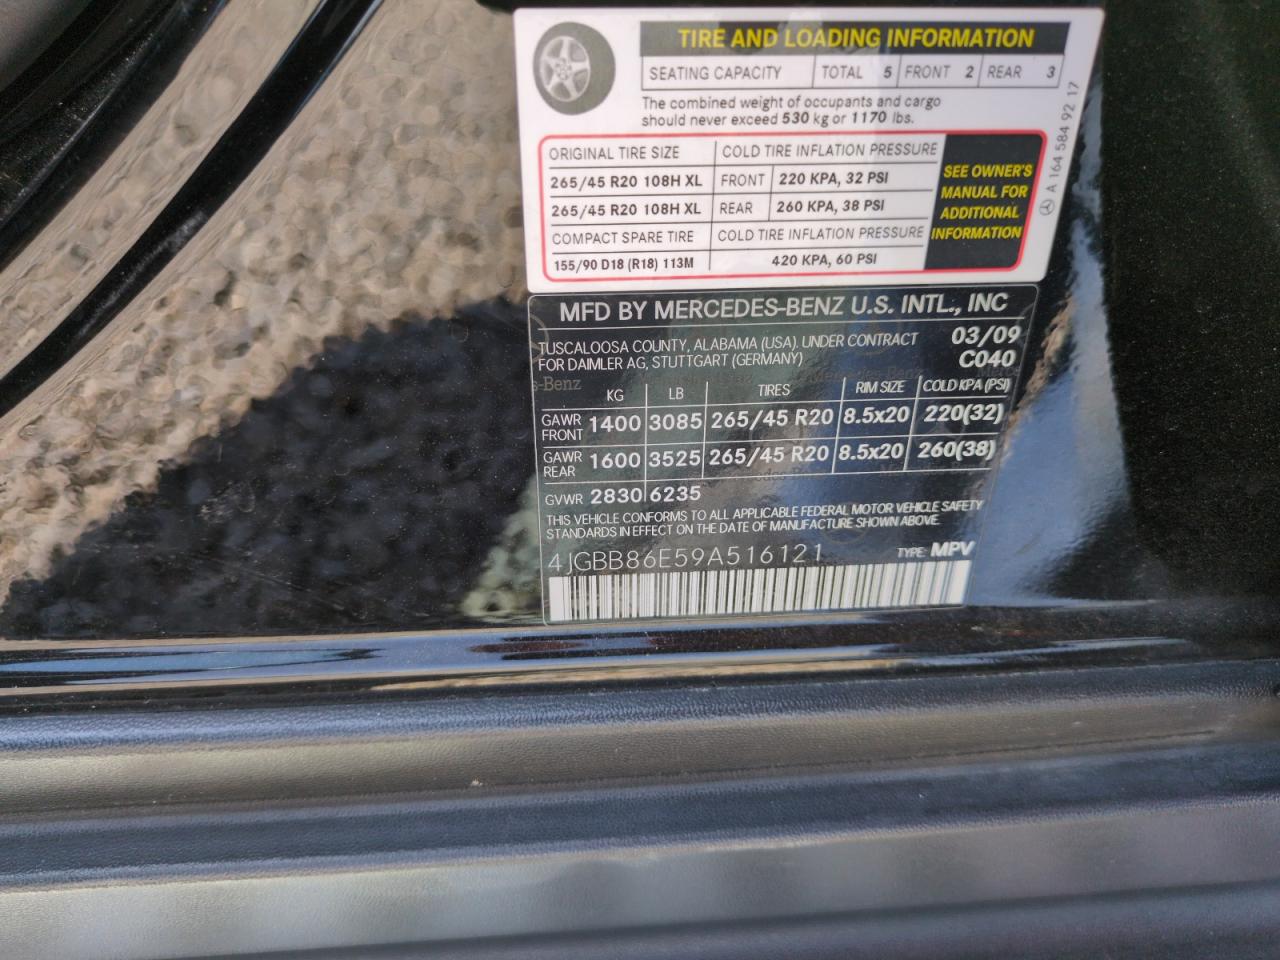 TIRE AND LOADING INFORMATION
SEATING CAPACITY TOTAL 5 FRONT 2 REAR 3
The combined weight of occupants and cargo
should never exceed 530 kg or 1170 lbs.
ORIGINAL TIRE SIZE COLD TIRE INFLATION PRESSURE
265/45 R20 108H XL FRONT 220 KPA, 32 PSI
265/45 R20 108H XL REAR 260 KPA, 38 PSI
COMPACT SPARE TIRE COLD TIRE INFLATION PRESSURE
155/90 D18 (R18) 113M 420 KPA, 60 PSI
SEE OWNER'S
MANUAL FOR
ADDITIONAL
INFORMATION
A 164 584 92 17
MFD BY MERCEDES-BENZ U.S. INTL., INC
TUSCALOOSA COUNTY, ALABAMA (USA). UNDER CONTRACT 03/09
FOR DAIMLER AG, STUTTGART (GERMANY) C040
KG LB TIRES RIM SIZE COLD KPA (PSI)
GAWR FRONT 1400 3085 265/45 R20 8.5x20 220(32)
GAWR REAR 1600 3525 265/45 R20 8.5x20 260(38)
GVWR 2830 6235
THIS VEHICLE CONFORMS TO ALL APPLICABLE FEDERAL MOTOR VEHICLE SAFETY
STANDARDS IN EFFECT ON THE DATE OF MANUFACTURE SHOWN ABOVE.
4JGBB86E59A516121 TYPE: MPV